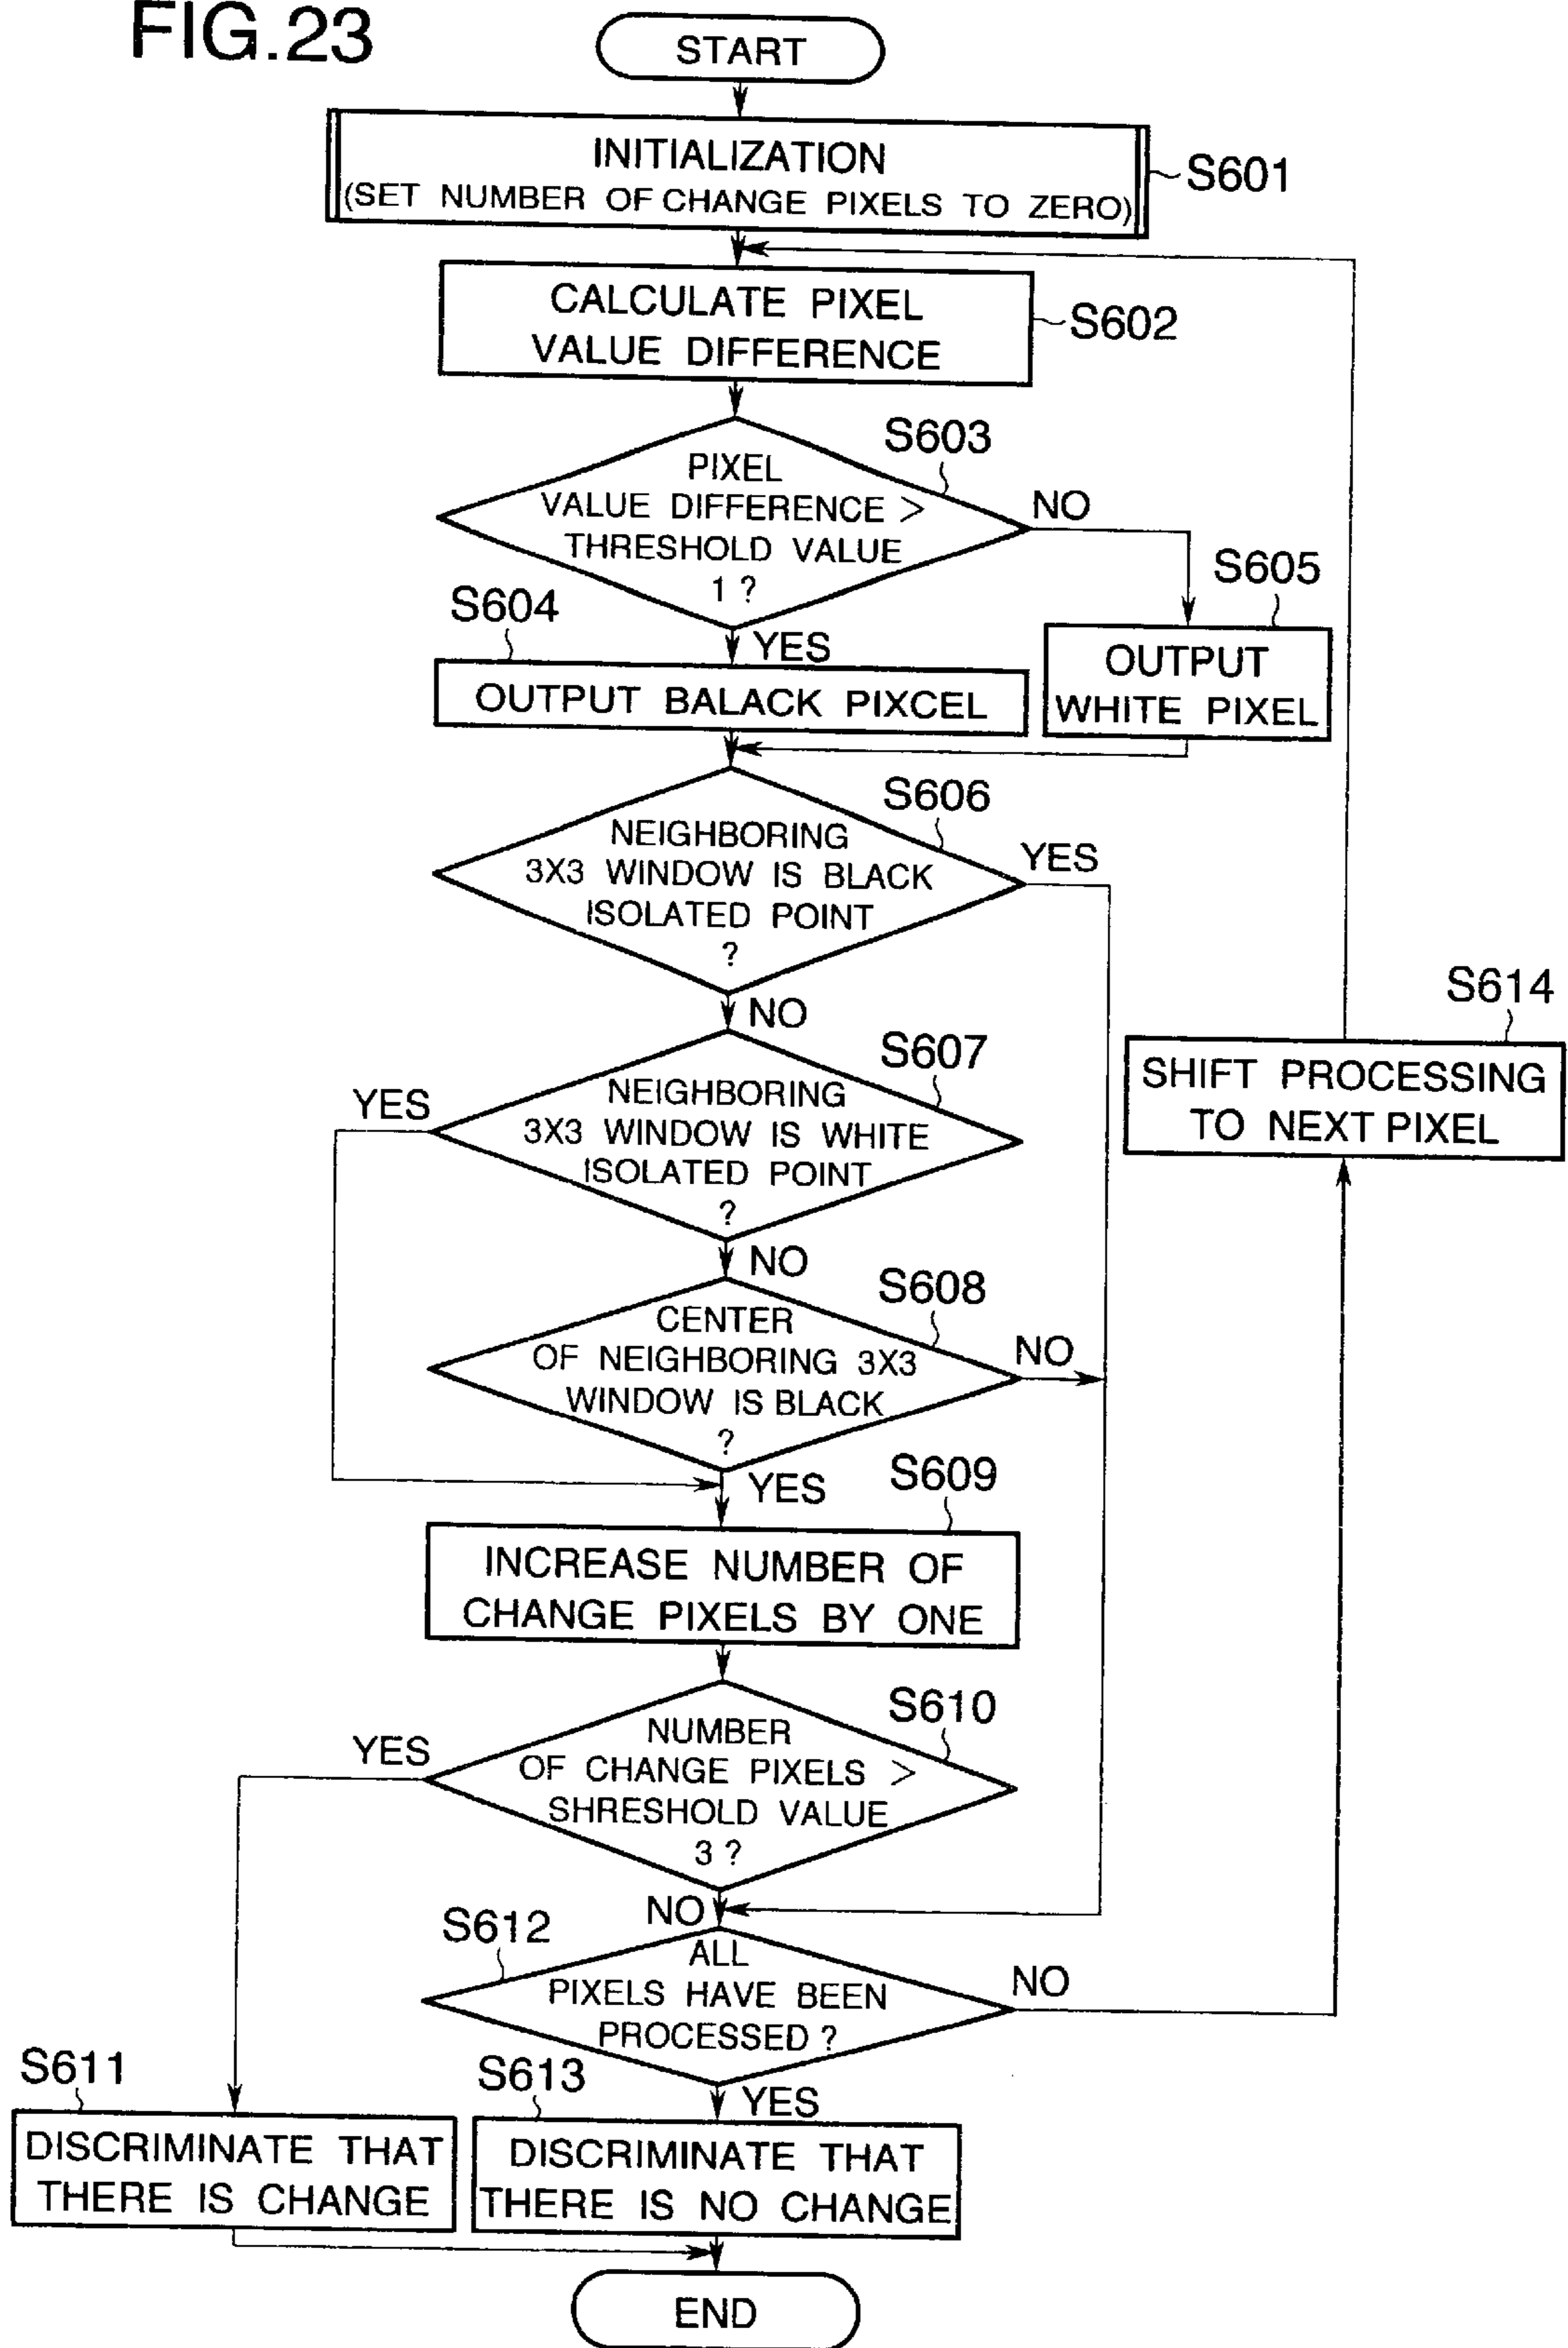 FIG.23
START
INITIALIZATION
(SET NUMBER OF CHANGE PIXELS TO ZERO)
S601
CALCULATE PIXEL
VALUE DIFFERENCE
S602
S603
PIXEL
VALUE DIFFERENCE >
THRESHOLD VALUE
1 ?
NO
S605
S604
YES
OUTPUT
WHITE PIXEL
OUTPUT BALACK PIXCEL
S606
NEIGHBORING
3X3 WINDOW IS BLACK
ISOLATED POINT
?
YES
NO
S614
SHIFT PROCESSING
TO NEXT PIXEL
S607
YES
NEIGHBORING
3X3 WINDOW IS WHITE
ISOLATED POINT
?
NO
S608
CENTER
OF NEIGHBORING 3X3
WINDOW IS BLACK
?
NO
YES
S609
INCREASE NUMBER OF
CHANGE PIXELS BY ONE
S610
YES
NUMBER
OF CHANGE PIXELS >
SHRESHOLD VALUE
3 ?
NO
S612
ALL
PIXELS HAVE BEEN
PROCESSED ?
NO
YES
S611
S613
DISCRIMINATE THAT
THERE IS CHANGE
DISCRIMINATE THAT
THERE IS NO CHANGE
END